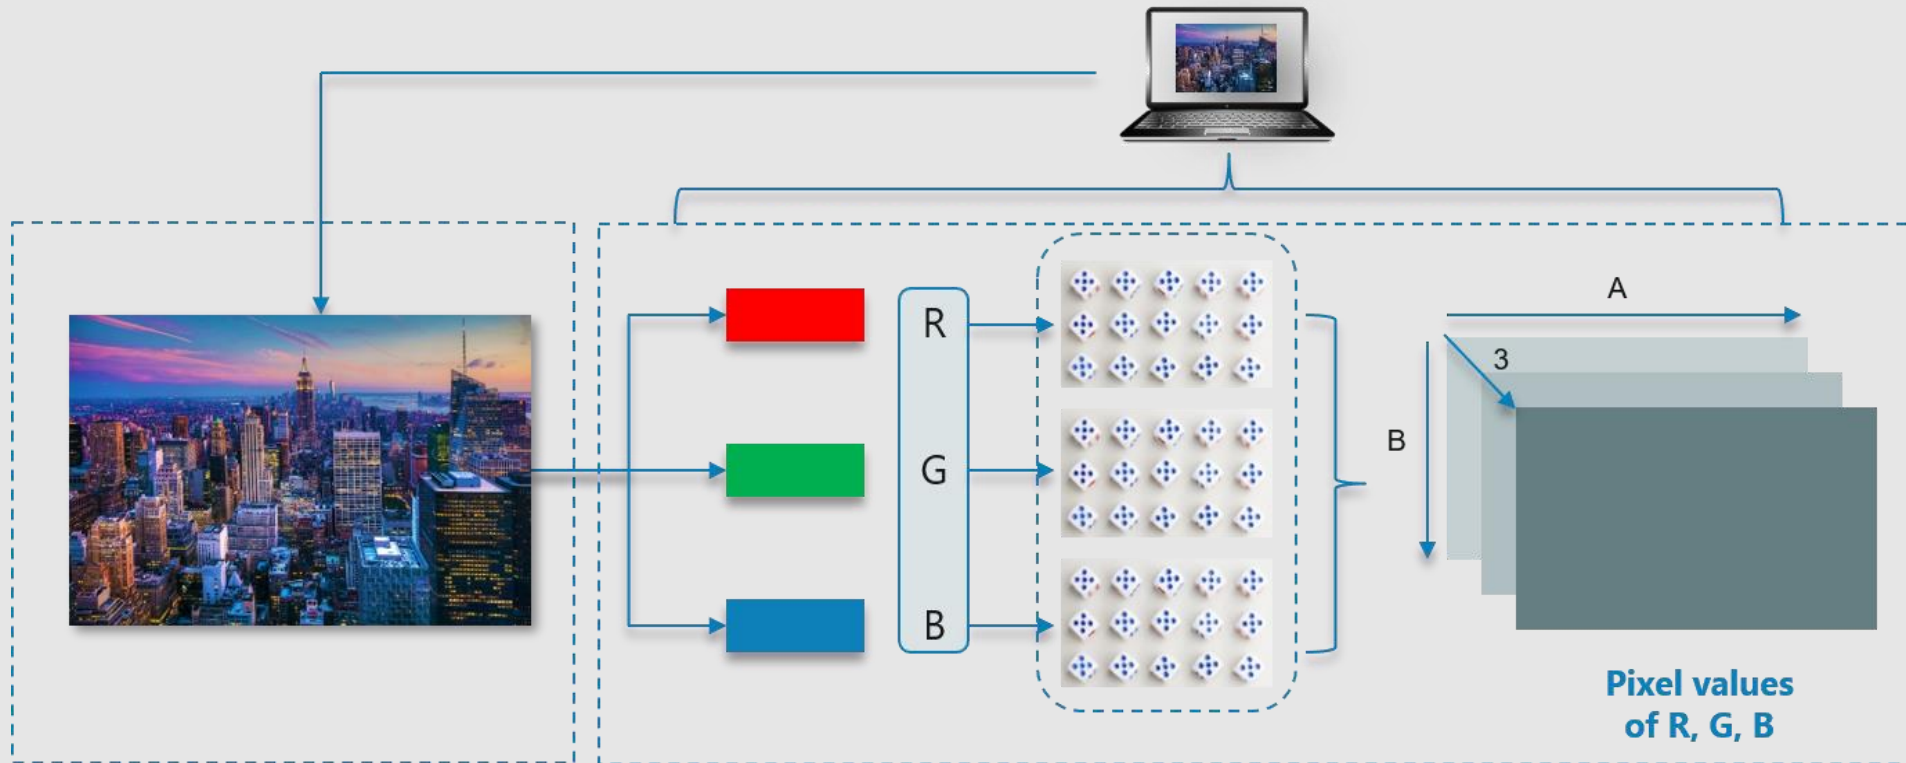 A
3
B
R
G
B
Pixel values
of R, G, B